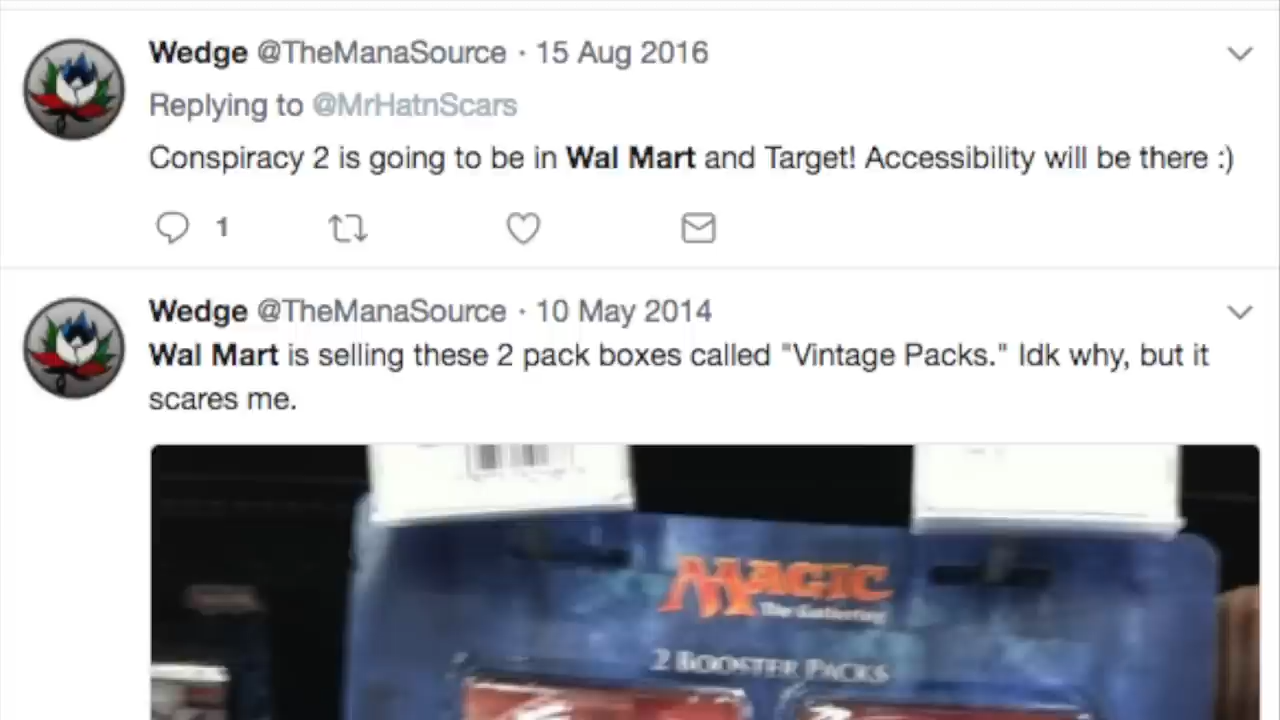 Wedge @TheManaSource · 15 Aug 2016
Replying to @MrHatnScars
Conspiracy 2 is going to be in Wal Mart and Target! Accessibility will be there :)
1
Wedge @TheManaSource · 10 May 2014
Wal Mart is selling these 2 pack boxes called "Vintage Packs." Idk why, but it
scares me.
MAGIC
The Gathering
2 BOOSTER PACKS